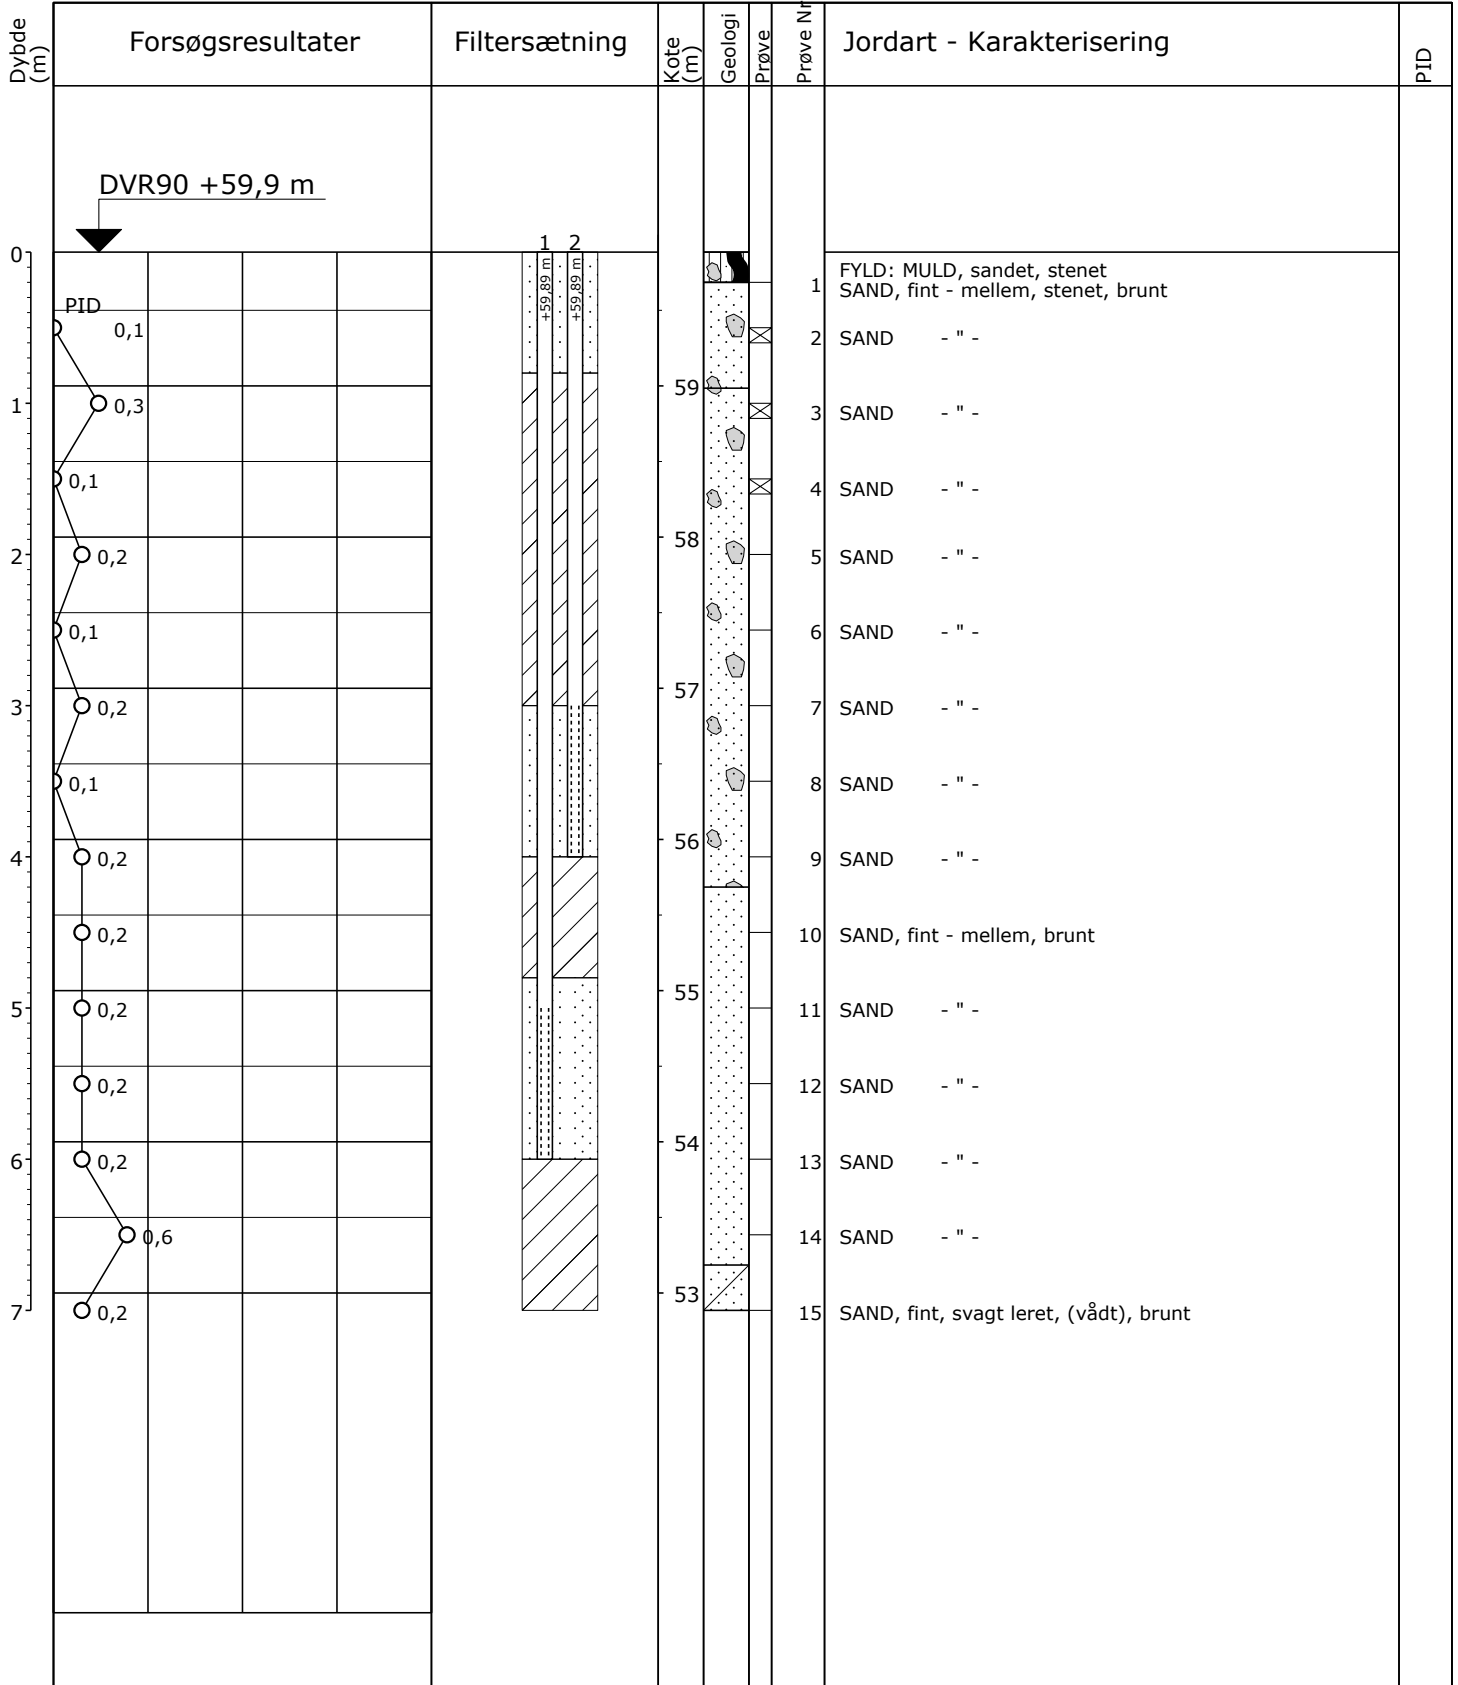 Dybde (m)
Forsøgsresultater
Filtersætning
Kote (m)
Geologi
Prøve
Prøve Nr
Jordart - Karakterisering
PID
DVR90 +59,9 m
1 2
+59,89 m
+59,89 m
0
FYLD: MULD, sandet, stenet
1 SAND, fint - mellem, stenet, brunt
PID
0,1
2 SAND - " -
59
1 0,3
3 SAND - " -
0,1
4 SAND - " -
58
2 0,2
5 SAND - " -
0,1
6 SAND - " -
57
3 0,2
7 SAND - " -
0,1
8 SAND - " -
56
4 0,2
9 SAND - " -
0,2
10 SAND, fint - mellem, brunt
55
5 0,2
11 SAND - " -
0,2
12 SAND - " -
54
6 0,2
13 SAND - " -
0,6
14 SAND - " -
53
7 0,2
15 SAND, fint, svagt leret, (vådt), brunt